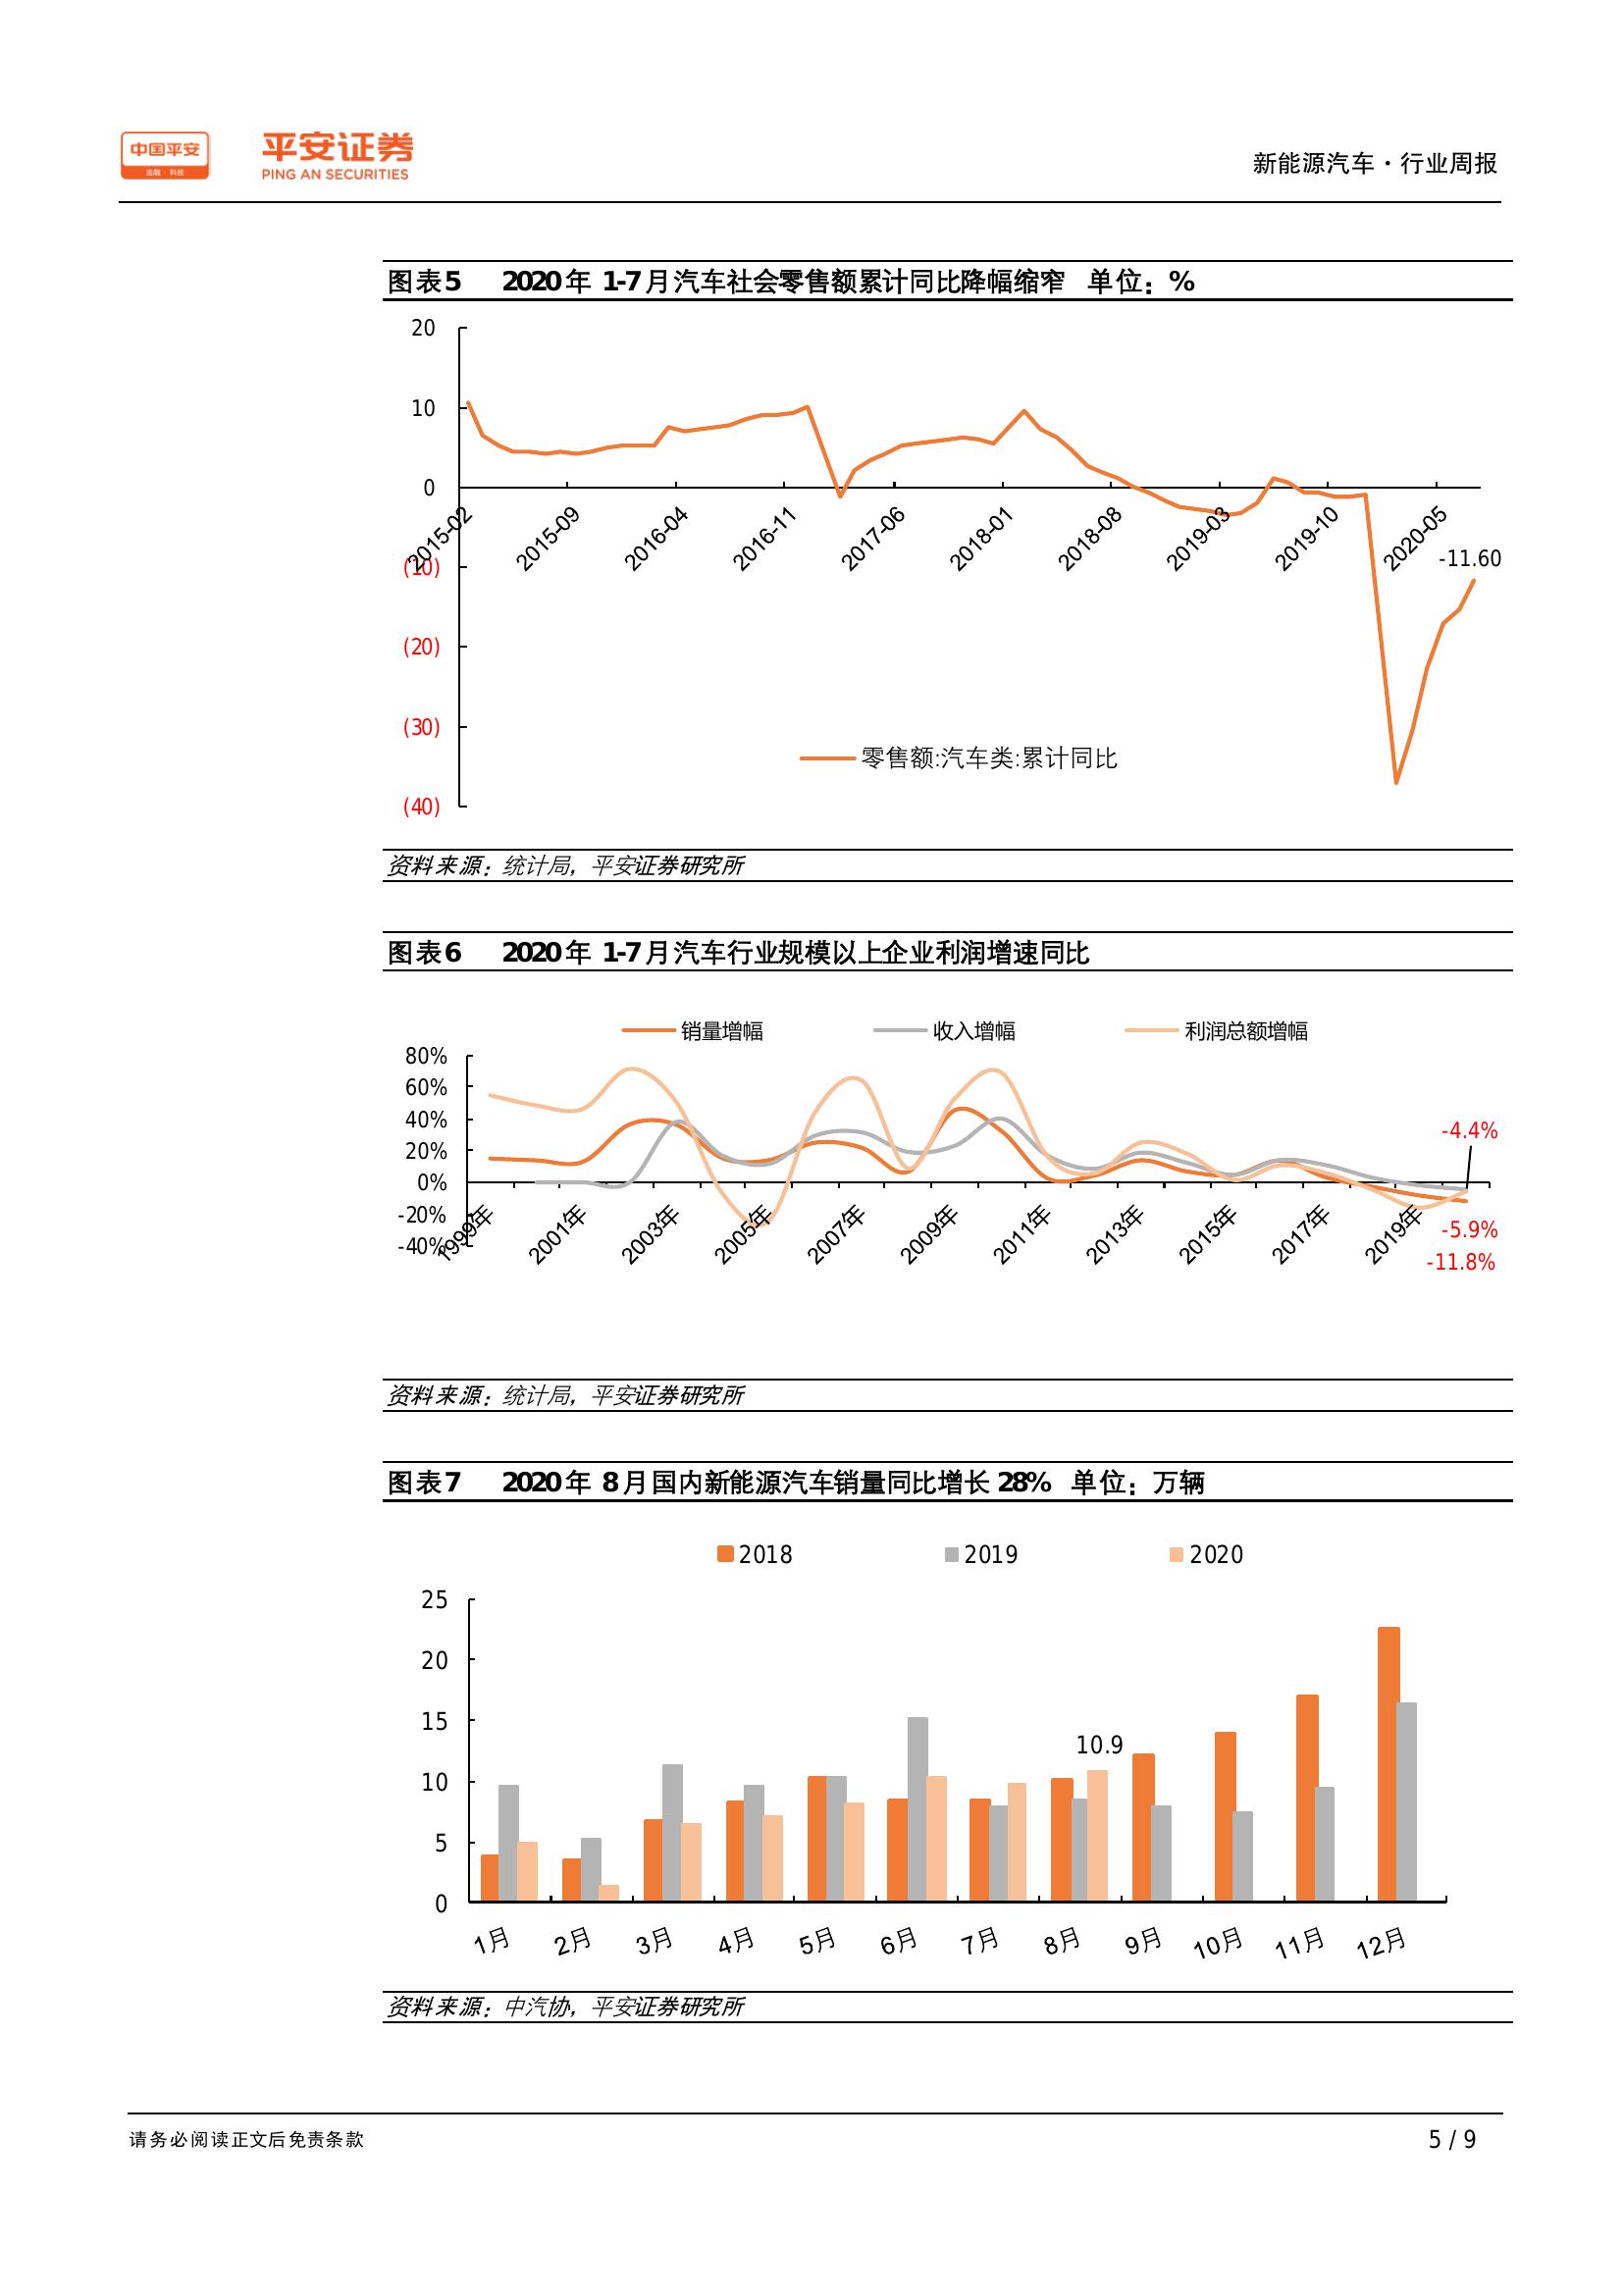 中国平安
金融·科技
平安证券
PING AN SECURITIES
新能源汽车·行业周报
图表5 2020年 1-7月汽车社会零售额累计同比降幅缩窄 单位：%
20
10
0
(10)
(20)
(30)
(40)
2015-02 2015-09 2016-04 2016-11 2017-06 2018-01 2018-08 2019-03 2019-10 2020-05
-11.60
零售额:汽车类:累计同比
资料来源：统计局，平安证券研究所
图表6 2020年 1-7月汽车行业规模以上企业利润增速同比
销量增幅 收入增幅 利润总额增幅
80%
60%
40%
20%
0%
-20%
-40%
1999年 2001年 2003年 2005年 2007年 2009年 2011年 2013年 2015年 2017年 2019年
-4.4%
-5.9%
-11.8%
资料来源：统计局，平安证券研究所
图表7 2020年 8月国内新能源汽车销量同比增长 28% 单位：万辆
2018 2019 2020
25
20
15
10
5
0
10.9
1月 2月 3月 4月 5月 6月 7月 8月 9月 10月 11月 12月
资料来源：中汽协，平安证券研究所
请务必阅读正文后免责条款
5 / 9